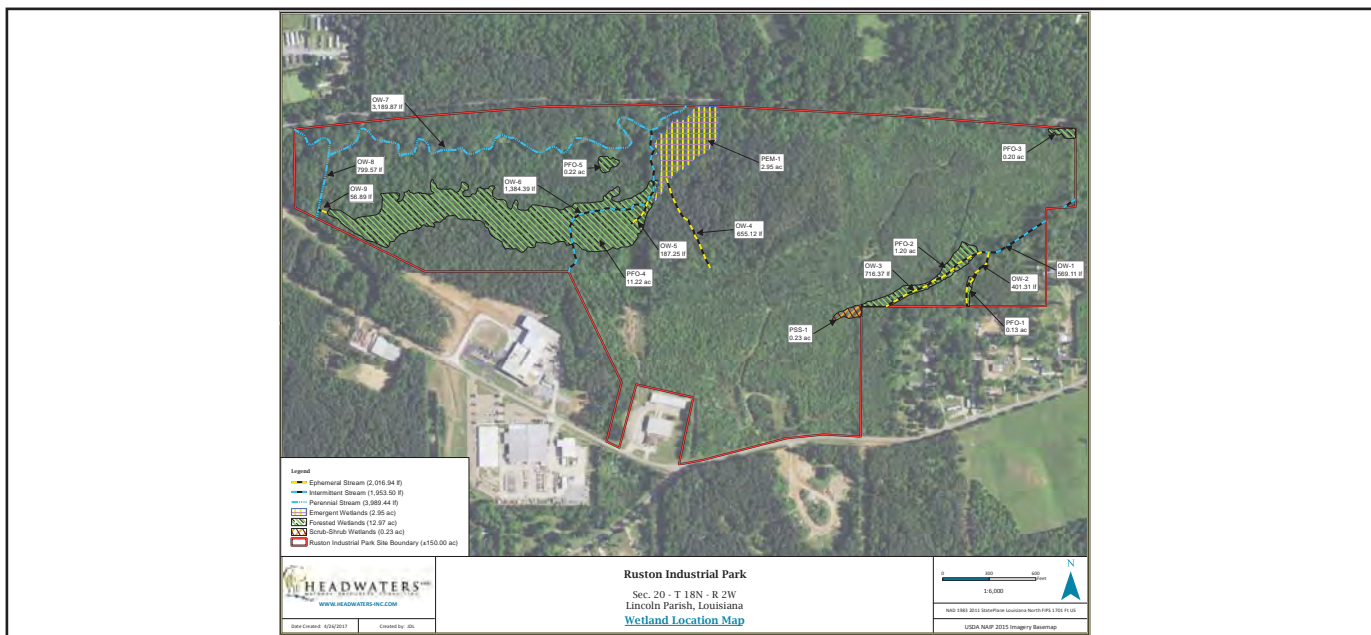 OW-7
3,189.87 lf
OW-8
799.57 lf
OW-9
56.89 lf
PFO-5
0.22 ac
OW-6
1,384.39 lf
PEM-1
2.95 ac
PFO-3
0.20 ac
OW-4
655.12 lf
OW-5
187.25 lf
PFO-4
11.22 ac
PFO-2
1.20 ac
OW-3
716.37 lf
OW-1
569.11 lf
OW-2
401.31 lf
PFO-1
0.13 ac
PSS-1
0.23 ac
Legend
Ephemeral Stream (2,016.94 lf)
Intermittent Stream (1,953.50 lf)
Perennial Stream (3,989.44 lf)
Emergent Wetlands (2.95 ac)
Forested Wetlands (12.97 ac)
Scrub-Shrub Wetlands (0.23 ac)
Ruston Industrial Park Site Boundary (±150.00 ac)
HEADWATERS
WWW.HEADWATERS-INC.COM
Date Created: 4/26/2017 Created by: JDL
Ruston Industrial Park
Sec. 20 - T 18N - R 2W
Lincoln Parish, Louisiana
Wetland Location Map
0 300 600
Feet
1:6,000
N
NAD 1983 2011 StatePlane Louisiana North FIPS 1701 Ft US
USDA NAIP 2015 Imagery Basemap